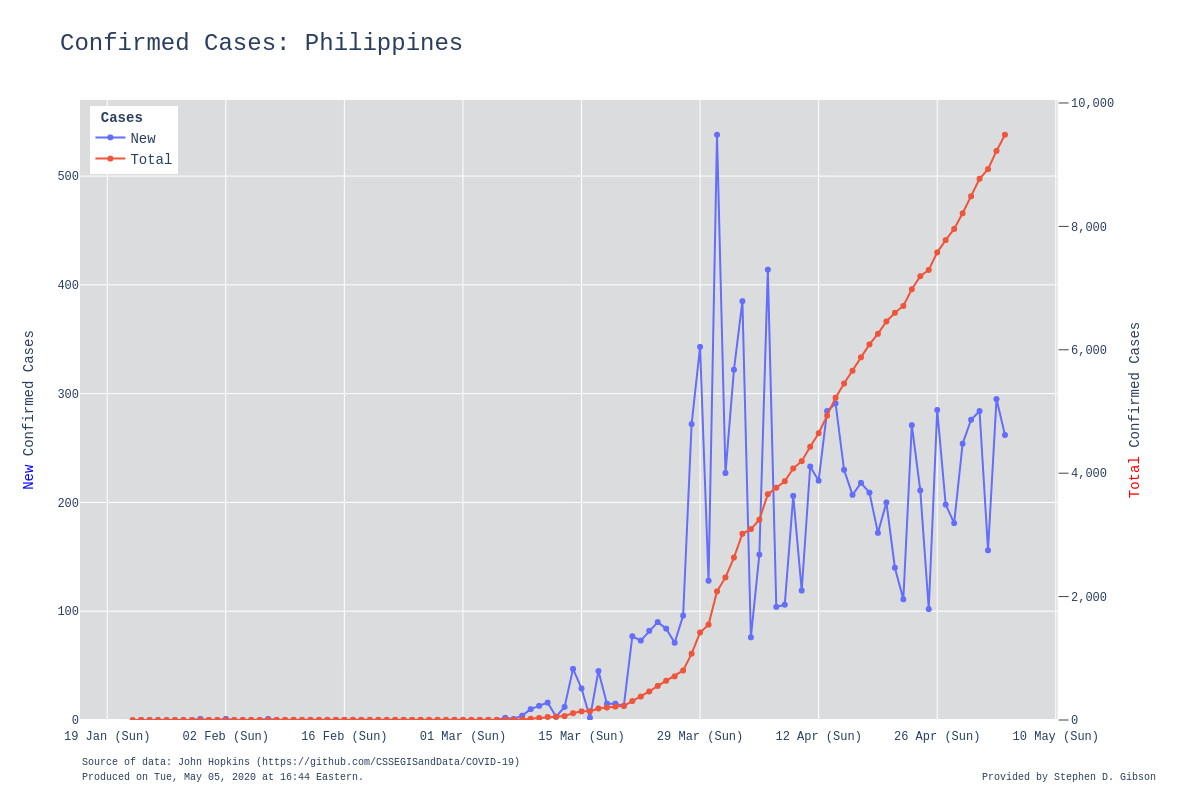 Confirmed Cases: Philippines
Cases
New
Total
10,000
8,000
6,000
4,000
2,000
0
500
400
300
200
100
0
New Confirmed Cases
Total Confirmed Cases
19 Jan (Sun) 02 Feb (Sun) 16 Feb (Sun) 01 Mar (Sun) 15 Mar (Sun) 29 Mar (Sun) 12 Apr (Sun) 26 Apr (Sun) 10 May (Sun)
Source of data: John Hopkins (https://github.com/CSSEGISandData/COVID-19)
Produced on Tue, May 05, 2020 at 16:44 Eastern.
Provided by Stephen D. Gibson